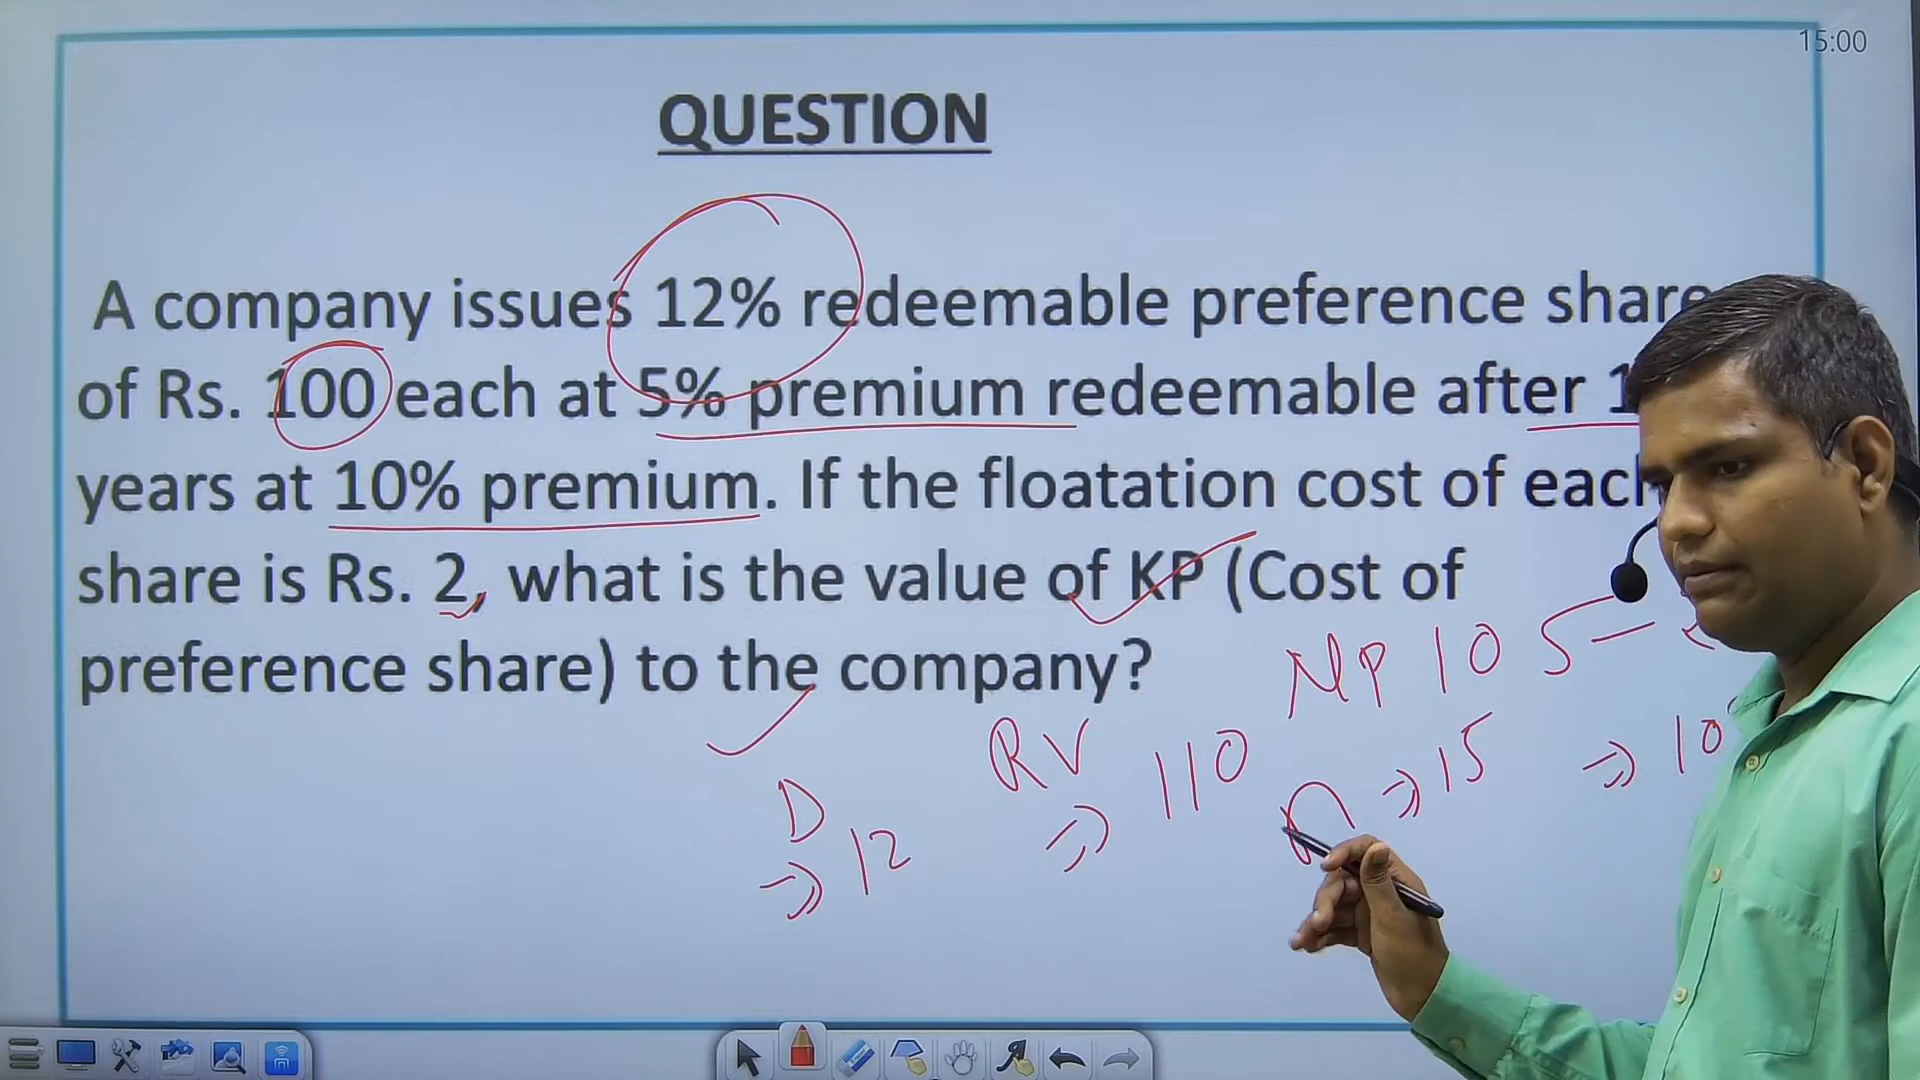 15:00
QUESTION
A company issues 12% redeemable preference share
of Rs. 100 each at 5% premium redeemable after 1
years at 10% premium. If the floatation cost of each
share is Rs. 2, what is the value of KP (Cost of
preference share) to the company?
NP 105 –
RV ⇒ 110
n ⇒ 15
⇒ 10
D ⇒ 12